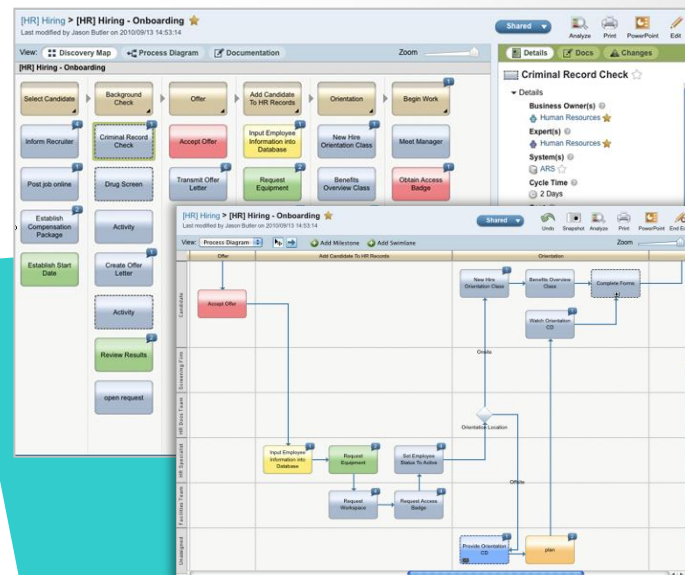 [HR] Hiring > [HR] Hiring - Onboarding
Last modified by Jason Butler on 2010/09/13 14:53:14
Shared
Analyze Print PowerPoint Edit
View: Discovery Map Process Diagram Documentation
Zoom
Details Docs Changes
[HR] Hiring - Onboarding
Criminal Record Check
Details
Business Owner(s)
Human Resources
Expert(s)
Human Resources
System(s)
ARS
Cycle Time
2 Days
Select Candidate
Background
Check
Offer
Add Candidate
To HR Records
Orientation
Begin Work
Inform Recruiter
Criminal Record
Check
Accept Offer
Input Employee
Information into
Database
New Hire
Orientation Class
Meet Manager
Post job online
Drug Screen
Transmit Offer
Letter
Request
Equipment
Benefits
Overview Class
Obtain Access
Badge
Establish
Compensation
Package
Activity
Establish Start
Date
Create Offer
Letter
Activity
Review Results
open request
[HR] Hiring > [HR] Hiring - Onboarding
Last modified by Jason Butler on 2010/09/13 14:53:14
Shared
Undo Snapshot Analyze Print PowerPoint
View: Process Diagram
Add Milestone Add Swimlane
Zoom
Offer
Add Candidate To HR Records
Orientation
Candidate
Screening Firm
HR Boss Team
HR Specialist
Facilities Team
Unassigned
Accept Offer
New Hire
Orientation Class
Benefits Overview
Class
Complete Forms
Watch Orientation
CD
Onsite
Orientation Location
Input Employee
Information into
Database
Request
Equipment
Set Employee
Status To Active
Request
Workspace
Request Access
Badge
Offsite
Provide Orientation
CD
plan